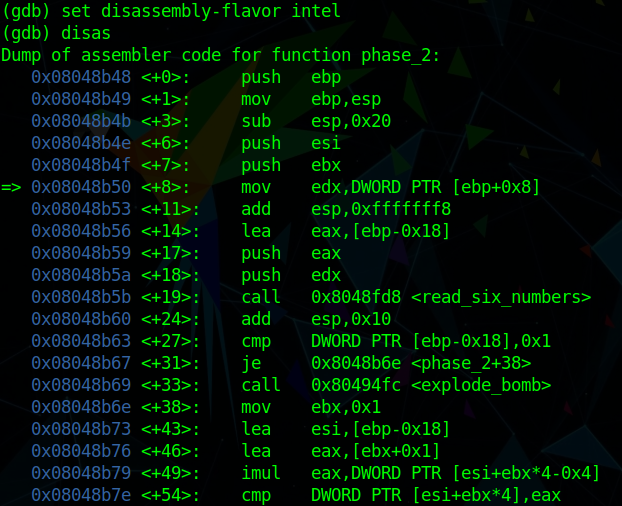 (gdb) set disassembly-flavor intel
(gdb) disas
Dump of assembler code for function phase_2:
   0x08048b48 <+0>:     push   ebp
   0x08048b49 <+1>:     mov    ebp,esp
   0x08048b4b <+3>:     sub    esp,0x20
   0x08048b4e <+6>:     push   esi
   0x08048b4f <+7>:     push   ebx
=> 0x08048b50 <+8>:     mov    edx,DWORD PTR [ebp+0x8]
   0x08048b53 <+11>:    add    esp,0xfffffff8
   0x08048b56 <+14>:    lea    eax,[ebp-0x18]
   0x08048b59 <+17>:    push   eax
   0x08048b5a <+18>:    push   edx
   0x08048b5b <+19>:    call   0x8048fd8 <read_six_numbers>
   0x08048b60 <+24>:    add    esp,0x10
   0x08048b63 <+27>:    cmp    DWORD PTR [ebp-0x18],0x1
   0x08048b67 <+31>:    je     0x8048b6e <phase_2+38>
   0x08048b69 <+33>:    call   0x80494fc <explode_bomb>
   0x08048b6e <+38>:    mov    ebx,0x1
   0x08048b73 <+43>:    lea    esi,[ebp-0x18]
   0x08048b76 <+46>:    lea    eax,[ebx+0x1]
   0x08048b79 <+49>:    imul   eax,DWORD PTR [esi+ebx*4-0x4]
   0x08048b7e <+54>:    cmp    DWORD PTR [esi+ebx*4],eax